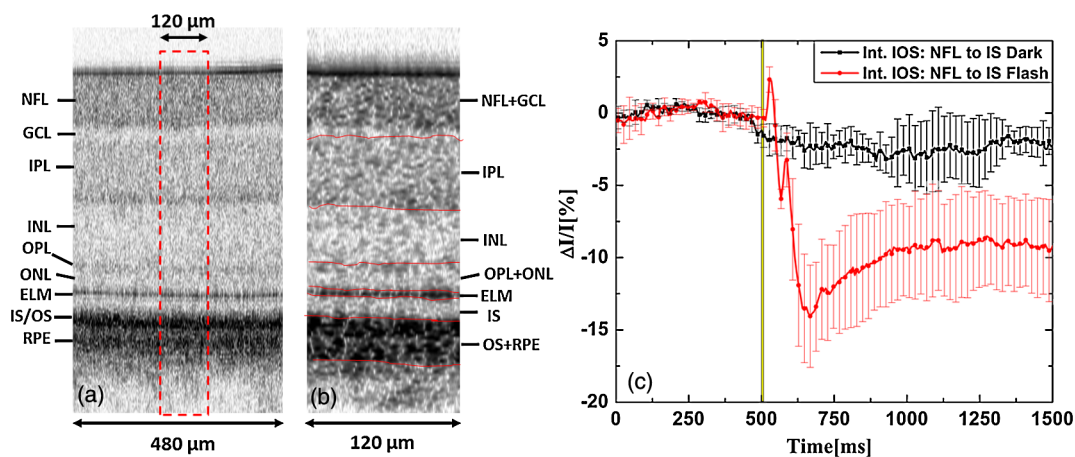 120 µm
NFL
GCL
IPL
INL
OPL
ONL
ELM
IS/OS
RPE
(a)
480 µm
NFL+GCL
IPL
INL
OPL+ONL
ELM
IS
OS+RPE
(b)
120 µm
Int. IOS: NFL to IS Dark
Int. IOS: NFL to IS Flash
5
0
-5
-10
-15
-20
ΔI/I[%]
(c)
0 250 500 750 1000 1250 1500
Time[ms]